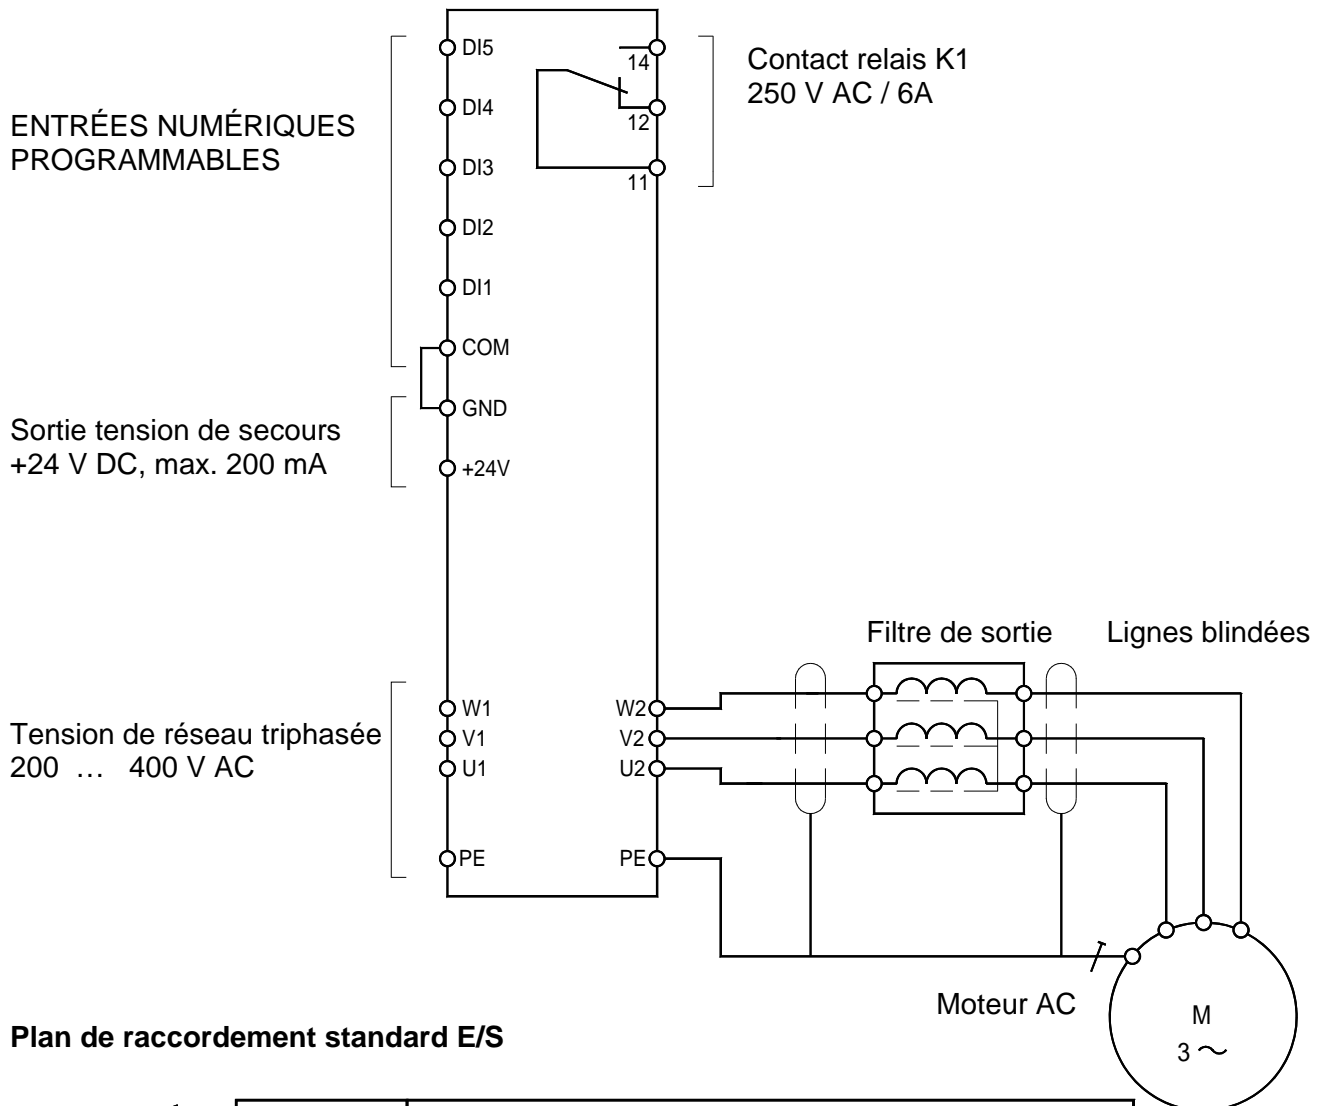 DI5
14
Contact relais K1
250 V AC / 6A
DI4
12
ENTRÉES NUMÉRIQUES
PROGRAMMABLES
DI3
11
DI2
DI1
COM
GND
Sortie tension de secours
+24 V DC, max. 200 mA
+24V
Filtre de sortie
Lignes blindées
W1
W2
Tension de réseau triphasée
200 … 400 V AC
V1
V2
U1
U2
PE
PE
Moteur AC
M
3 ~
Plan de raccordement standard E/S